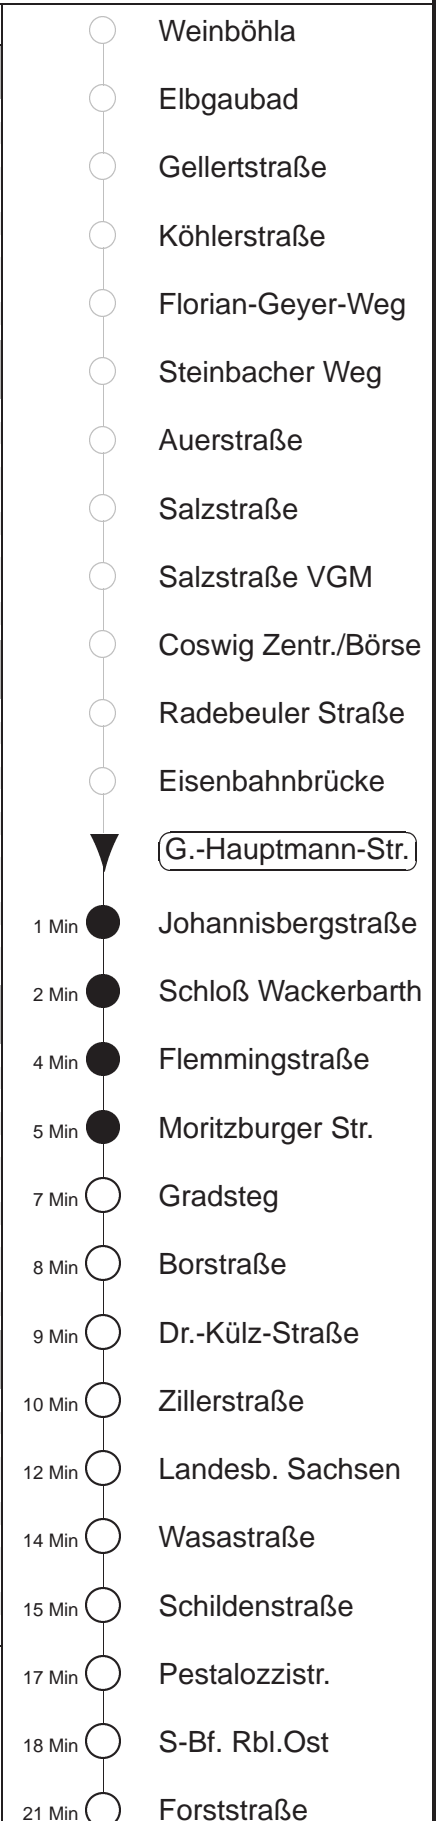 Weinböhla
Elbgaubad
Gellertstraße
Köhlerstraße
Florian-Geyer-Weg
Steinbacher Weg
Auerstraße
Salzstraße
Salzstraße VGM
Coswig Zentr./Börse
Radebeuler Straße
Eisenbahnbrücke
G.-Hauptmann-Str.
1 Min Johannisbergstraße
2 Min Schloß Wackerbarth
4 Min Flemmingstraße
5 Min Moritzburger Str.
7 Min Gradsteg
8 Min Borstraße
9 Min Dr.-Külz-Straße
10 Min Zillerstraße
12 Min Landesb. Sachsen
14 Min Wasastraße
15 Min Schildenstraße
17 Min Pestalozzistr.
18 Min S-Bf. Rbl.Ost
21 Min Forststraße